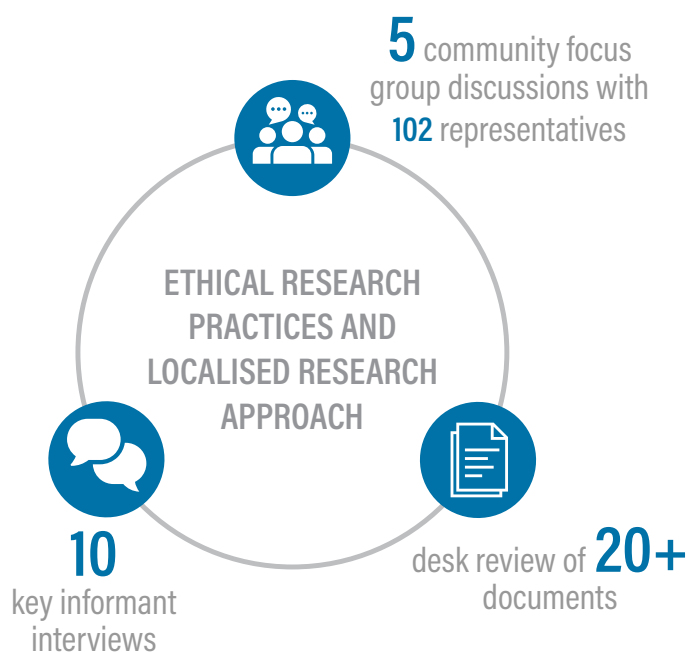 5 community focus
group discussions with
102 representatives
ETHICAL RESEARCH
PRACTICES AND
LOCALISED RESEARCH
APPROACH
10
key informant
interviews
desk review of 20+
documents